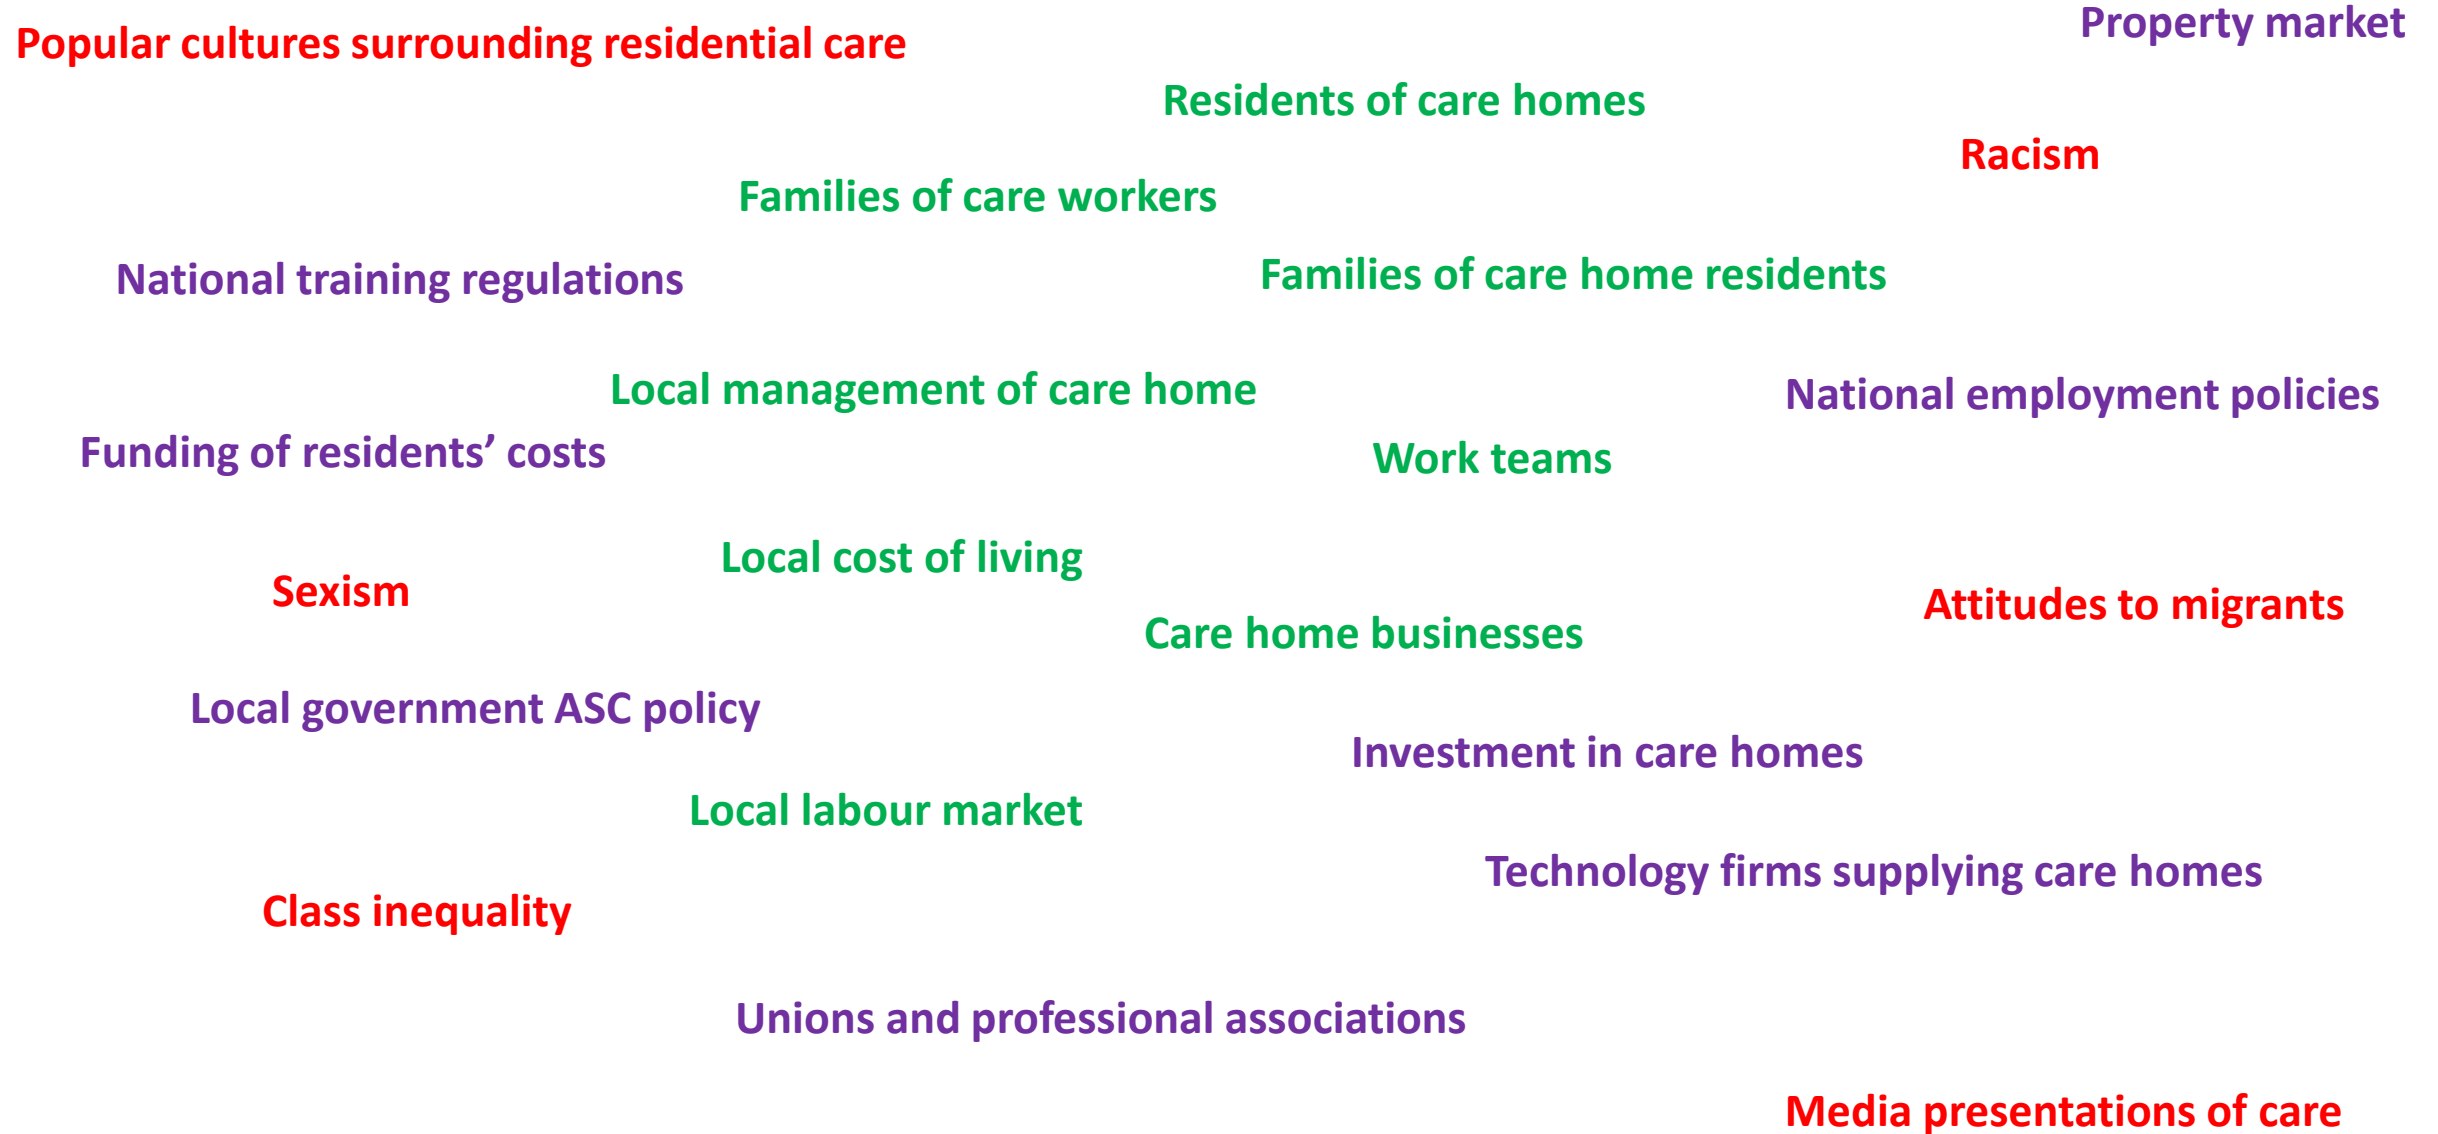 Property market
Popular cultures surrounding residential care
Residents of care homes
Racism
Families of care workers
Families of care home residents
National training regulations
Local management of care home
National employment policies
Funding of residents’ costs
Work teams
Local cost of living
Sexism
Attitudes to migrants
Care home businesses
Local government ASC policy
Investment in care homes
Local labour market
Technology firms supplying care homes
Class inequality
Unions and professional associations
Media presentations of care